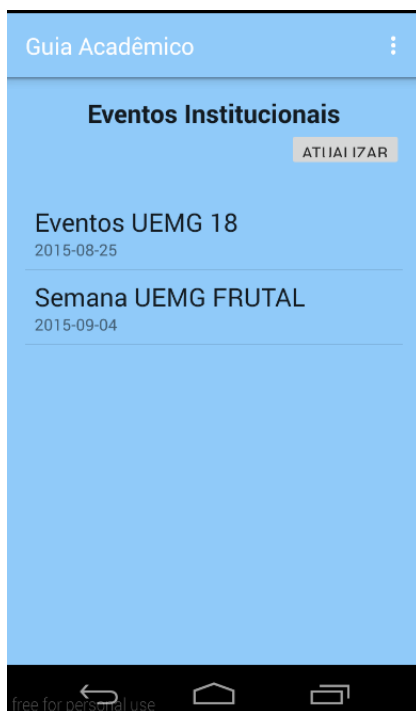 Guia Acadêmico
Eventos Institucionais
ATUALIZAR
Eventos UEMG 18
2015-08-25
Semana UEMG FRUTAL
2015-09-04
free for personal use